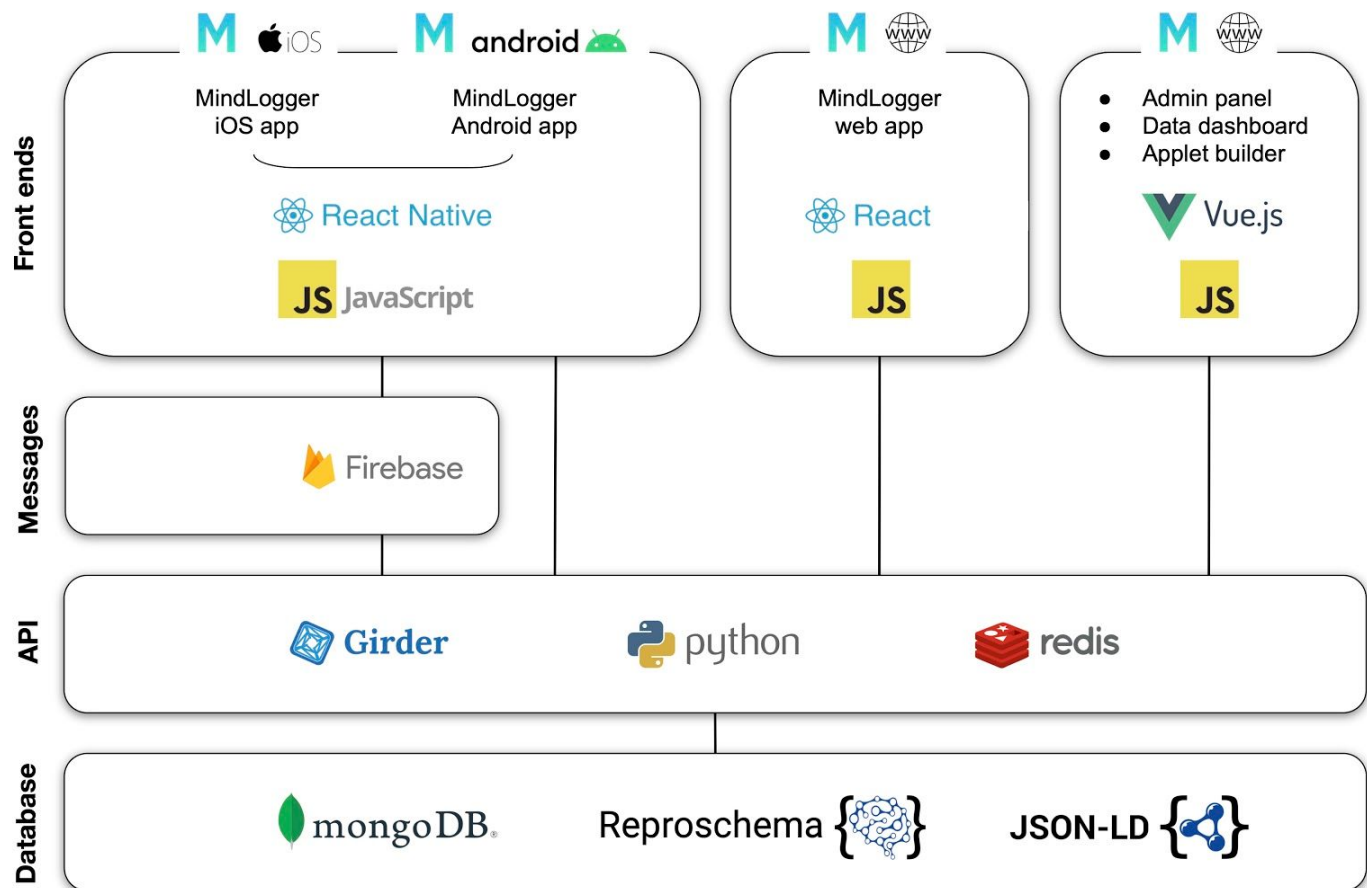 M iOS
M android
M WWW
M WWW
Front ends
MindLogger
iOS app
MindLogger
Android app
MindLogger
web app
● Admin panel
● Data dashboard
● Applet builder
React Native
React
Vue.js
JS JavaScript
JS
JS
Messages
Firebase
API
Girder
python
redis
Database
mongoDB®
Reproschema { }
JSON-LD { }